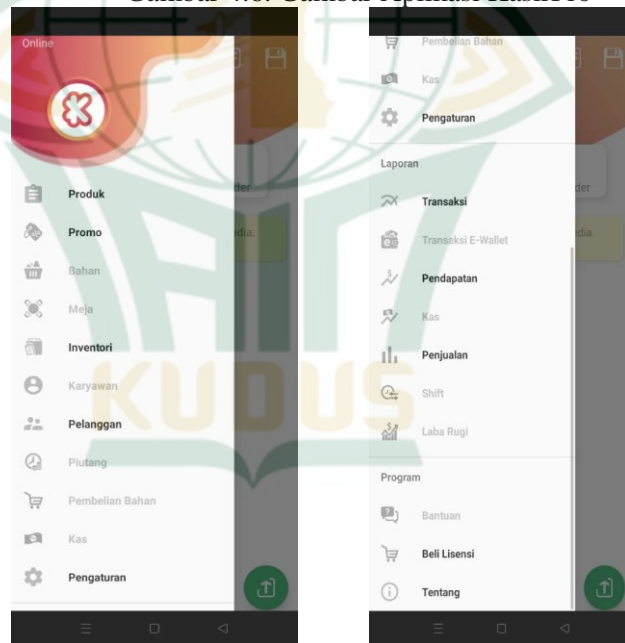 Online
Produk
Promo
Bahan
Meja
Inventori
Karyawan
Pelanggan
Piutang
Pembelian Bahan
Kas
Pengaturan
Pembelian Bahan
Kas
Pengaturan
Laporan
Transaksi
Transaksi E-Wallet
Pendapatan
Kas
Penjualan
Shift
Laba Rugi
Program
Bantuan
Beli Lisensi
Tentang
KUDUS